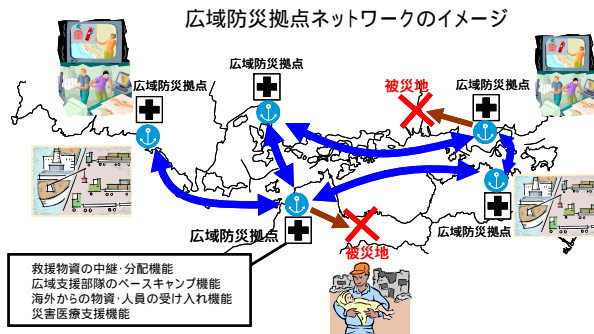 広域防災拠点ネットワークのイメージ
広域防災拠点
広域防災拠点
被災地
広域防災拠点
広域防災拠点
広域防災拠点
被災地
救援物資の中継・分配機能
広域支援部隊のベースキャンプ機能
海外からの物資・人員の受け入れ機能
災害医療支援機能